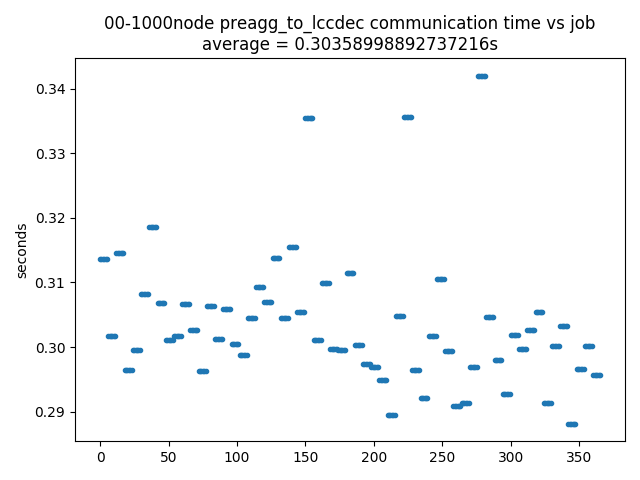 00-1000node preagg_to_lccdec communication time vs job
average = 0.30358998892737216s
seconds
0.34
0.33
0.32
0.31
0.30
0.29
0 50 100 150 200 250 300 350